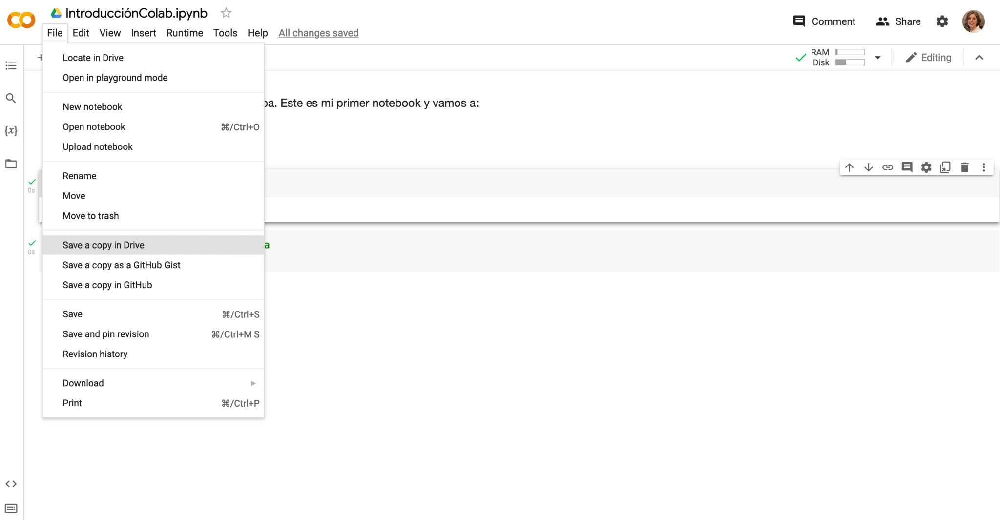 IntroducciónColab.ipynb
File Edit View Insert Runtime Tools Help All changes saved
Comment Share
RAM
Disk
Editing
Locate in Drive
Open in playground mode
New notebook
Open notebook ⌘/Ctrl+O
Upload notebook
Rename
Move
Move to trash
Save a copy in Drive
Save a copy as a GitHub Gist
Save a copy in GitHub
Save ⌘/Ctrl+S
Save and pin revision ⌘/Ctrl+M S
Revision history
Download ►
Print ⌘/Ctrl+P
Este es mi primer notebook y vamos a:
{x}
0s
0s
a